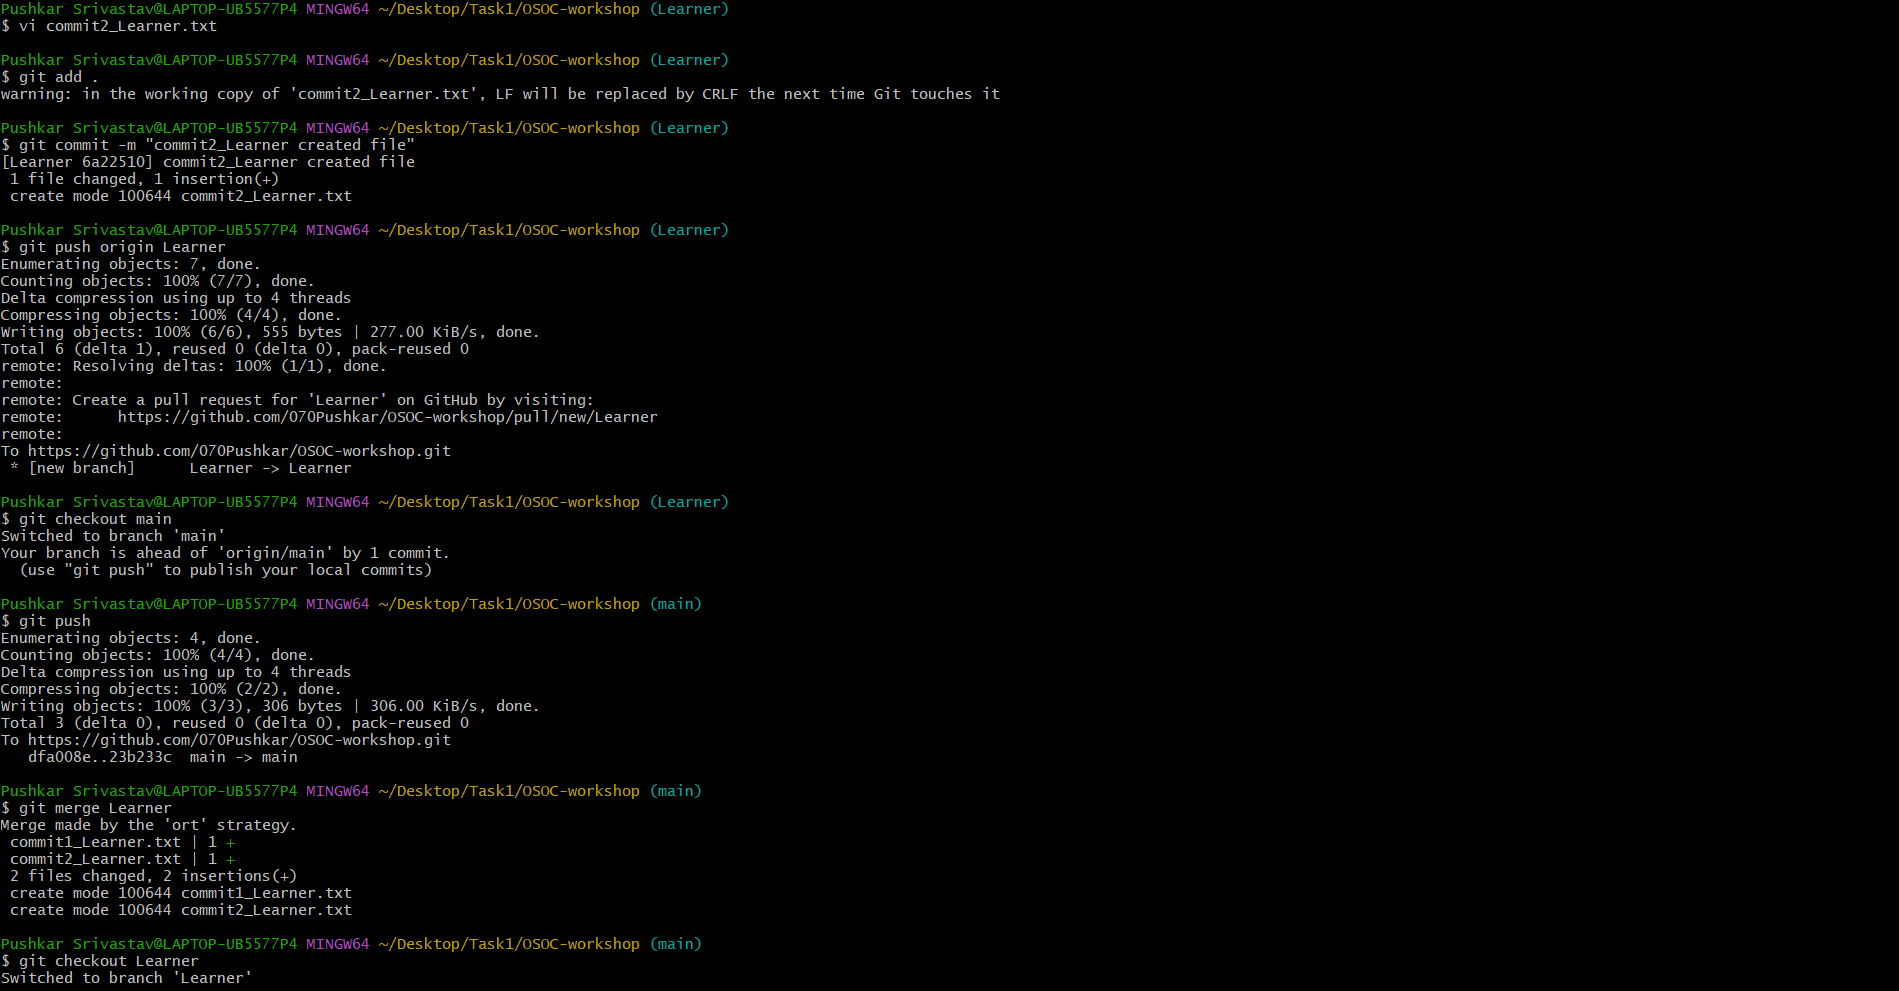 Pushkar Srivastav@LAPTOP-UB5577P4 MINGW64 ~/Desktop/Task1/OSOC-workshop (Learner)
$ vi commit2_Learner.txt
Pushkar Srivastav@LAPTOP-UB5577P4 MINGW64 ~/Desktop/Task1/OSOC-workshop (Learner)
$ git add .
warning: in the working copy of 'commit2_Learner.txt', LF will be replaced by CRLF the next time Git touches it
Pushkar Srivastav@LAPTOP-UB5577P4 MINGW64 ~/Desktop/Task1/OSOC-workshop (Learner)
$ git commit -m "commit2_Learner created file"
[Learner 6a22510] commit2_Learner created file
 1 file changed, 1 insertion(+)
 create mode 100644 commit2_Learner.txt
Pushkar Srivastav@LAPTOP-UB5577P4 MINGW64 ~/Desktop/Task1/OSOC-workshop (Learner)
$ git push origin Learner
Enumerating objects: 7, done.
Counting objects: 100% (7/7), done.
Delta compression using up to 4 threads
Compressing objects: 100% (4/4), done.
Writing objects: 100% (6/6), 555 bytes | 277.00 KiB/s, done.
Total 6 (delta 1), reused 0 (delta 0), pack-reused 0
remote: Resolving deltas: 100% (1/1), done.
remote:
remote: Create a pull request for 'Learner' on GitHub by visiting:
remote:      https://github.com/070Pushkar/OSOC-workshop/pull/new/Learner
remote:
To https://github.com/070Pushkar/OSOC-workshop.git
 * [new branch]      Learner -> Learner
Pushkar Srivastav@LAPTOP-UB5577P4 MINGW64 ~/Desktop/Task1/OSOC-workshop (Learner)
$ git checkout main
Switched to branch 'main'
Your branch is ahead of 'origin/main' by 1 commit.
  (use "git push" to publish your local commits)
Pushkar Srivastav@LAPTOP-UB5577P4 MINGW64 ~/Desktop/Task1/OSOC-workshop (main)
$ git push
Enumerating objects: 4, done.
Counting objects: 100% (4/4), done.
Delta compression using up to 4 threads
Compressing objects: 100% (2/2), done.
Writing objects: 100% (3/3), 306 bytes | 306.00 KiB/s, done.
Total 3 (delta 0), reused 0 (delta 0), pack-reused 0
To https://github.com/070Pushkar/OSOC-workshop.git
   dfa008e..23b233c  main -> main
Pushkar Srivastav@LAPTOP-UB5577P4 MINGW64 ~/Desktop/Task1/OSOC-workshop (main)
$ git merge Learner
Merge made by the 'ort' strategy.
 commit1_Learner.txt | 1 +
 commit2_Learner.txt | 1 +
 2 files changed, 2 insertions(+)
 create mode 100644 commit1_Learner.txt
 create mode 100644 commit2_Learner.txt
Pushkar Srivastav@LAPTOP-UB5577P4 MINGW64 ~/Desktop/Task1/OSOC-workshop (main)
$ git checkout Learner
Switched to branch 'Learner'